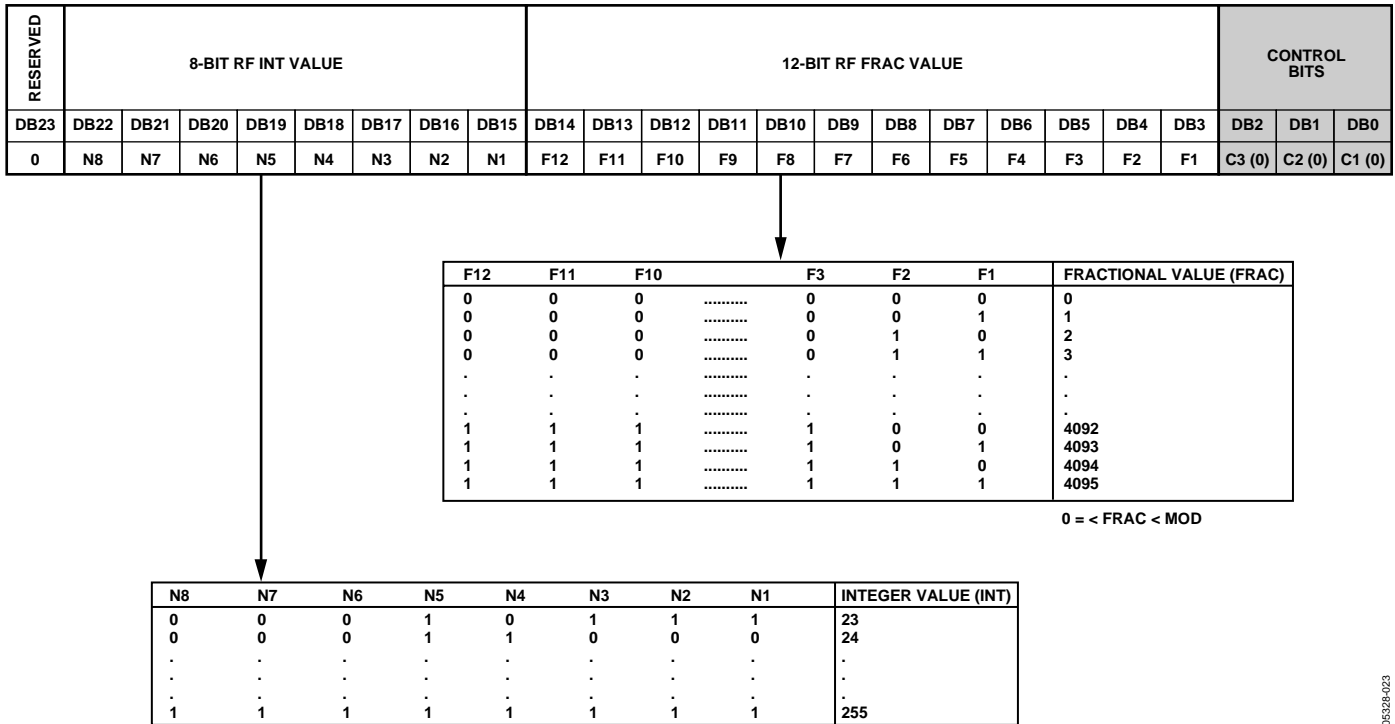 RESERVED
8-BIT RF INT VALUE
12-BIT RF FRAC VALUE
CONTROL
BITS
DB23 DB22 DB21 DB20 DB19 DB18 DB17 DB16 DB15 DB14 DB13 DB12 DB11 DB10 DB9 DB8 DB7 DB6 DB5 DB4 DB3 DB2 DB1 DB0
0 N8 N7 N6 N5 N4 N3 N2 N1 F12 F11 F10 F9 F8 F7 F6 F5 F4 F3 F2 F1 C3 (0) C2 (0) C1 (0)
F12 F11 F10 F3 F2 F1 FRACTIONAL VALUE (FRAC)
0 0 0 .......... 0 0 0 0
0 0 0 .......... 0 0 1 1
0 0 0 .......... 0 1 0 2
0 0 0 .......... 0 1 1 3
. . . .......... . . . .
. . . .......... . . . .
. . . .......... . . . .
1 1 1 .......... 1 0 0 4092
1 1 1 .......... 1 0 1 4093
1 1 1 .......... 1 1 0 4094
1 1 1 .......... 1 1 1 4095
0 = < FRAC < MOD
N8 N7 N6 N5 N4 N3 N2 N1 INTEGER VALUE (INT)
0 0 0 1 0 1 1 1 23
0 0 0 1 1 0 0 0 24
. . . . . . . . .
. . . . . . . . .
. . . . . . . . .
1 1 1 1 1 1 1 1 255
05328-023